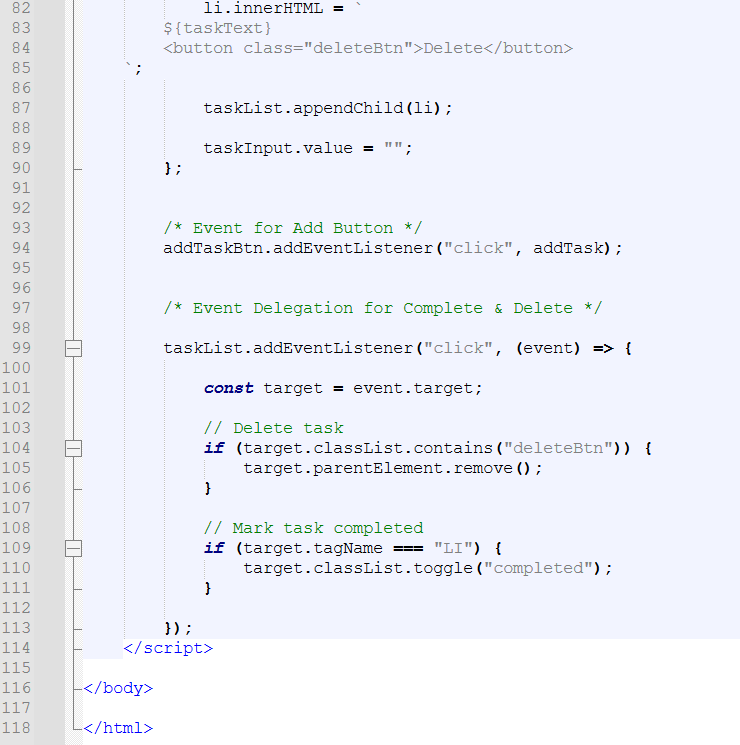 82 li.innerHTML = `
83 ${taskText}
84 <button class="deleteBtn">Delete</button>
85 `;
86
87 taskList.appendChild(li);
88
89 taskInput.value = "";
90 };
91
92
93 /* Event for Add Button */
94 addTaskBtn.addEventListener("click", addTask);
95
96
97 /* Event Delegation for Complete & Delete */
98
99 taskList.addEventListener("click", (event) => {
100
101 const target = event.target;
102
103 // Delete task
104 if (target.classList.contains("deleteBtn")) {
105 target.parentElement.remove();
106 }
107
108 // Mark task completed
109 if (target.tagName === "LI") {
110 target.classList.toggle("completed");
111 }
112
113 });
114 </script>
115
116 </body>
117
118 </html>